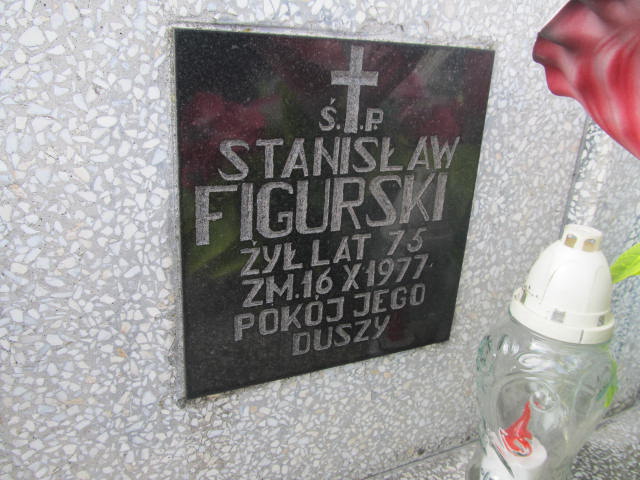 Ś.P.
STANISŁAW
FIGURSKI
ŻYŁ LAT 75
ZM.16 X 1977.
POKÓJ JEGO
DUSZY